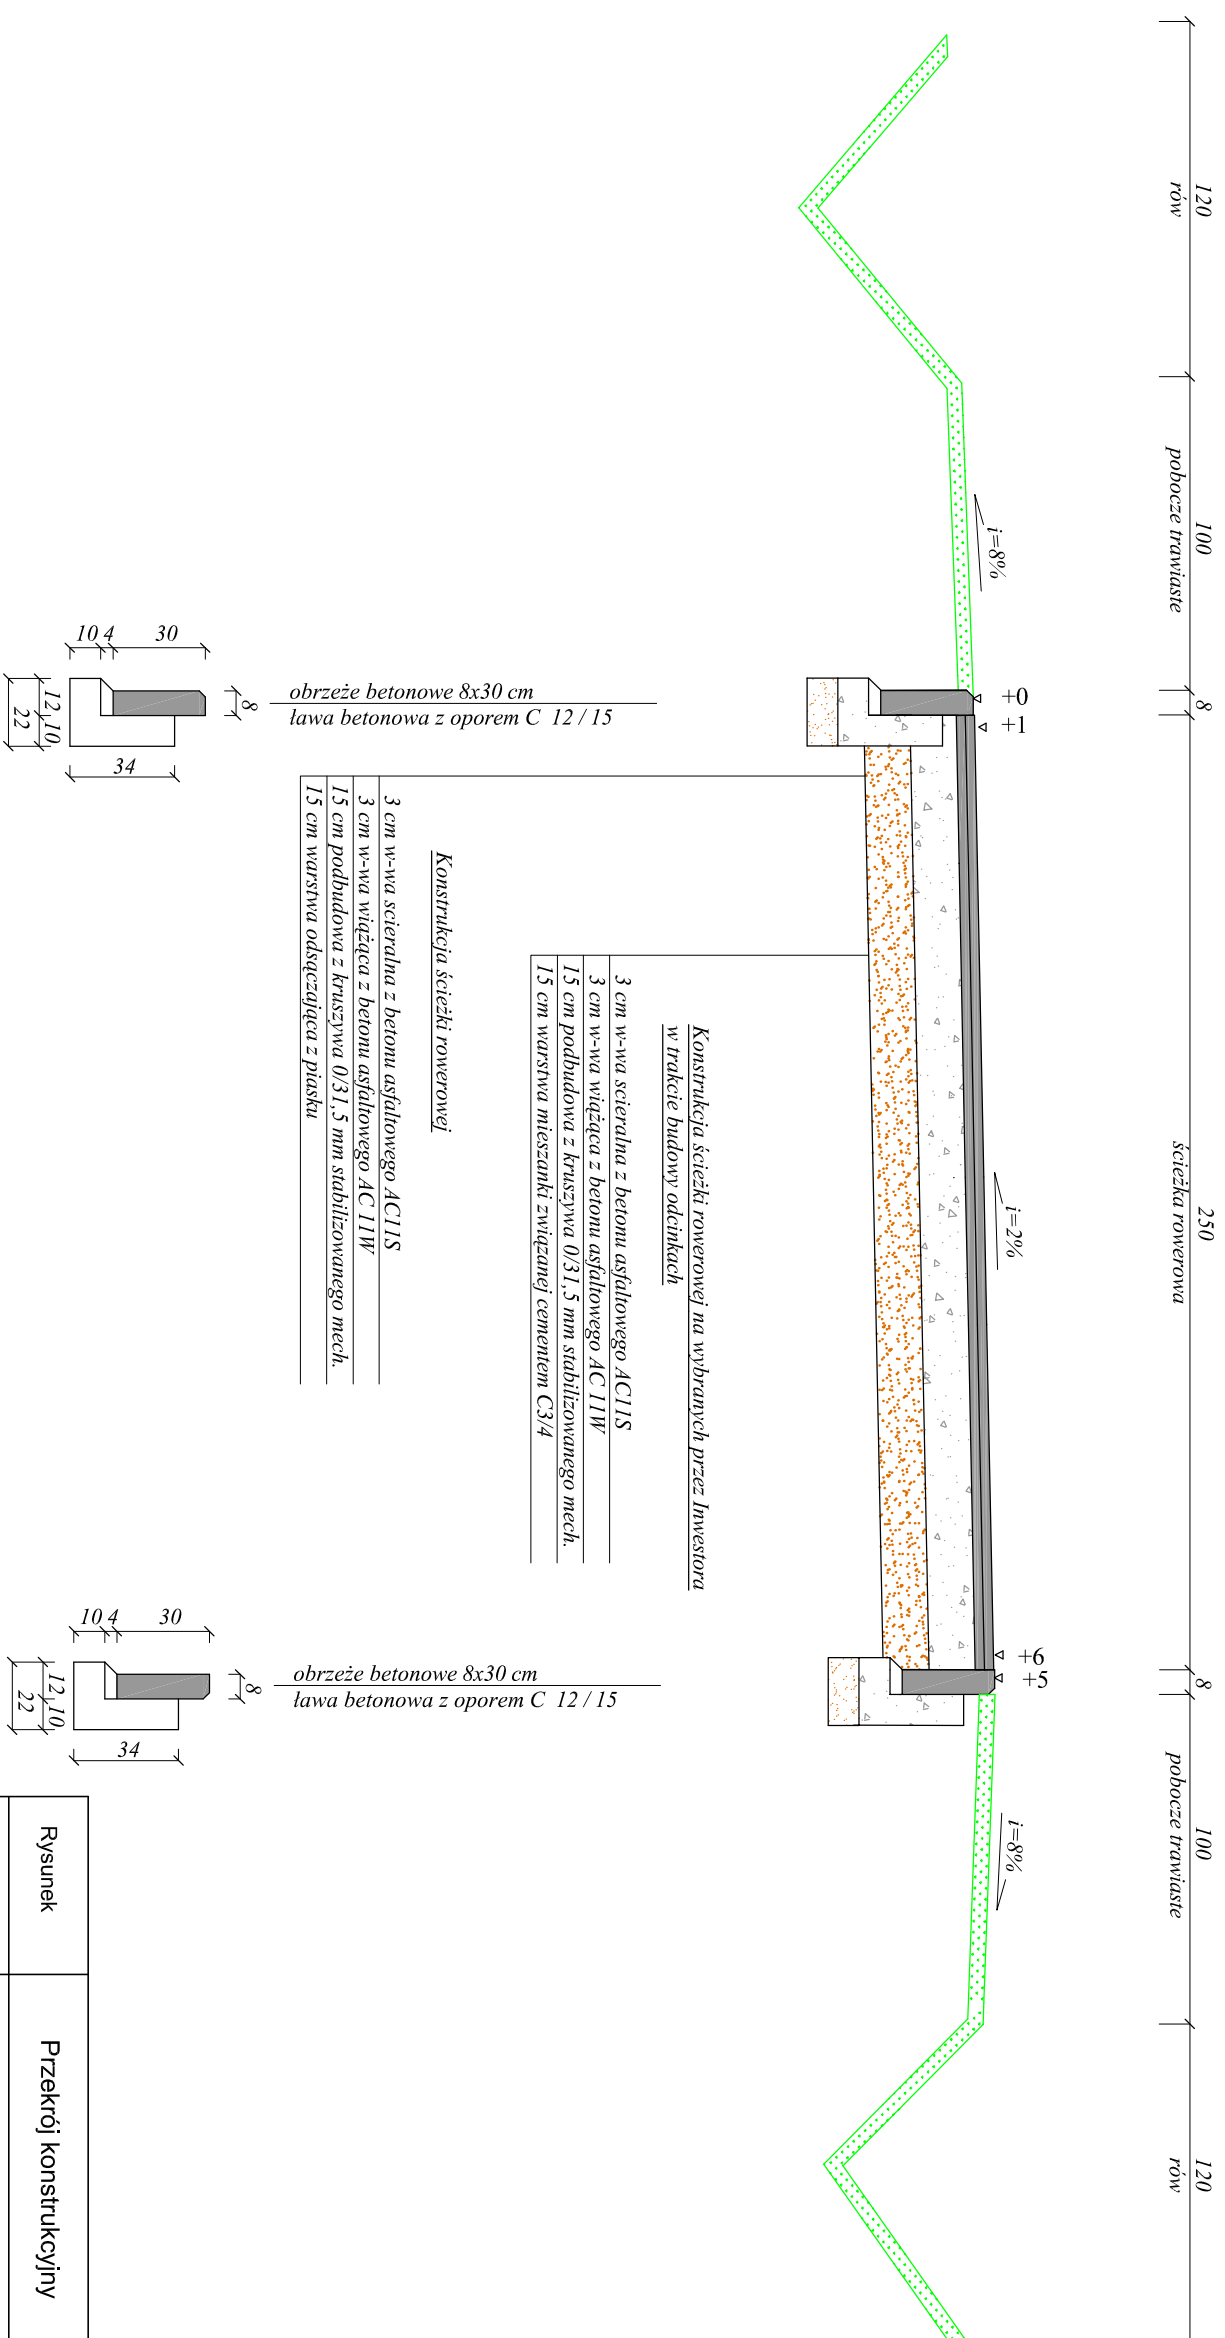 120
rów
100
pobocze trawiaste
8
250
ścieżka rowerowa
8
100
pobocze trawiaste
120
rów
i=8%
+0
+1
i=2%
+6
+5
i=8%
Konstrukcja ścieżki rowerowej na wybranych przez Inwestora
w trakcie budowy odcinkach
3 cm w-wa scieralna z betonu asfaltowego AC11S
3 cm w-wa wiążąca z betonu asfaltowego AC 11W
15 cm podbudowa z kruszywa 0/31,5 mm stabilizowanego mech.
15 cm warstwa mieszanki związanej cementem C3/4
Konstrukcja ścieżki rowerowej
3 cm w-wa scieralna z betonu asfaltowego AC11S
3 cm w-wa wiążąca z betonu asfaltowego AC 11W
15 cm podbudowa z kruszywa 0/31,5 mm stabilizowanego mech.
15 cm warstwa odsączająca z piasku
obrzeże betonowe 8x30 cm
ława betonowa z oporem C 12 / 15
8
10 4 30
12 10
22
34
obrzeże betonowe 8x30 cm
ława betonowa z oporem C 12 / 15
8
10 4 30
12 10
22
34
Rysunek
Przekrój konstrukcyjny